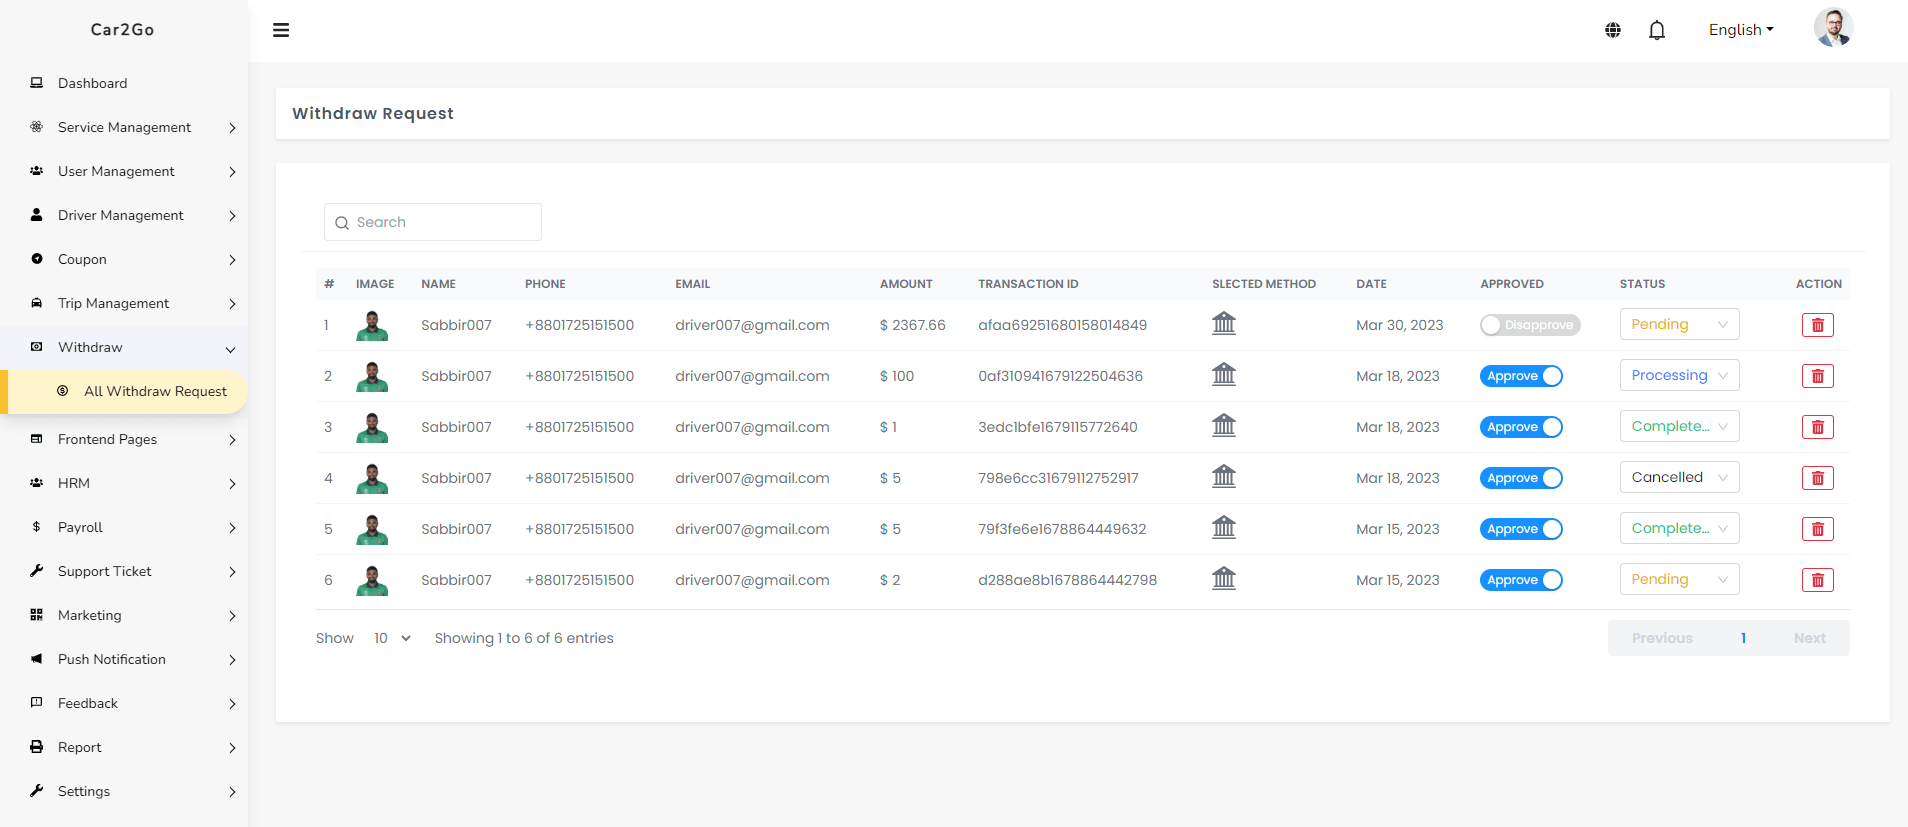 Car2Go
English
Dashboard
Service Management
User Management
Driver Management
Coupon
Trip Management
Withdraw
All Withdraw Request
Frontend Pages
HRM
Payroll
Support Ticket
Marketing
Push Notification
Feedback
Report
Settings
Withdraw Request
Search
# IMAGE NAME PHONE EMAIL AMOUNT TRANSACTION ID SLECTED METHOD DATE APPROVED STATUS ACTION
1 Sabbir007 +8801725151500 driver007@gmail.com $ 2367.66 afaa69251680158014849 Mar 30, 2023 Disapprove Pending
2 Sabbir007 +8801725151500 driver007@gmail.com $ 100 0af310941679122504636 Mar 18, 2023 Approve Processing
3 Sabbir007 +8801725151500 driver007@gmail.com $ 1 3edc1bfe1679115772640 Mar 18, 2023 Approve Complete...
4 Sabbir007 +8801725151500 driver007@gmail.com $ 5 798e6cc31679112752917 Mar 18, 2023 Approve Cancelled
5 Sabbir007 +8801725151500 driver007@gmail.com $ 5 79f3fe6e1678864449632 Mar 15, 2023 Approve Complete...
6 Sabbir007 +8801725151500 driver007@gmail.com $ 2 d288ae8b1678864442798 Mar 15, 2023 Approve Pending
Show 10 Showing 1 to 6 of 6 entries Previous 1 Next